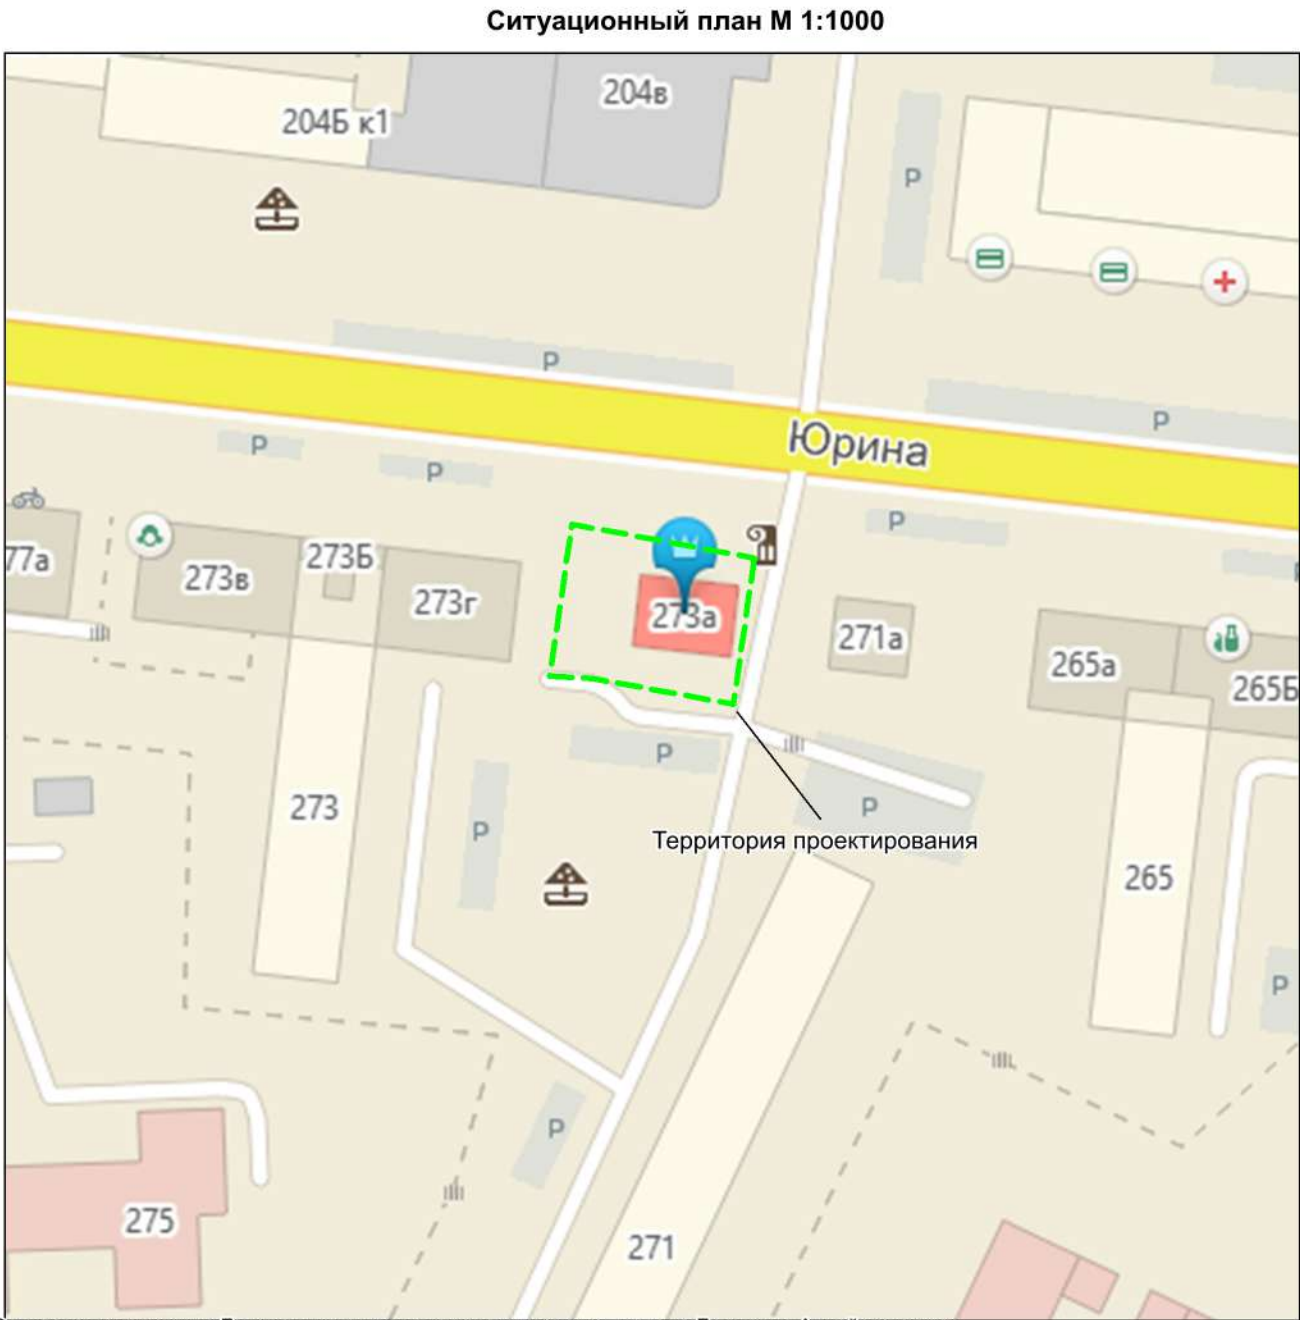 Ситуационный план М 1:1000
204в
204Б к1
Р
Р
Р
Юрина
Р
Р
Р
77а
273в
273Б
273г
273а
271а
265а
265Б
Р
Р
273
Р
Территория проектирования
265
Р
Р
275
271